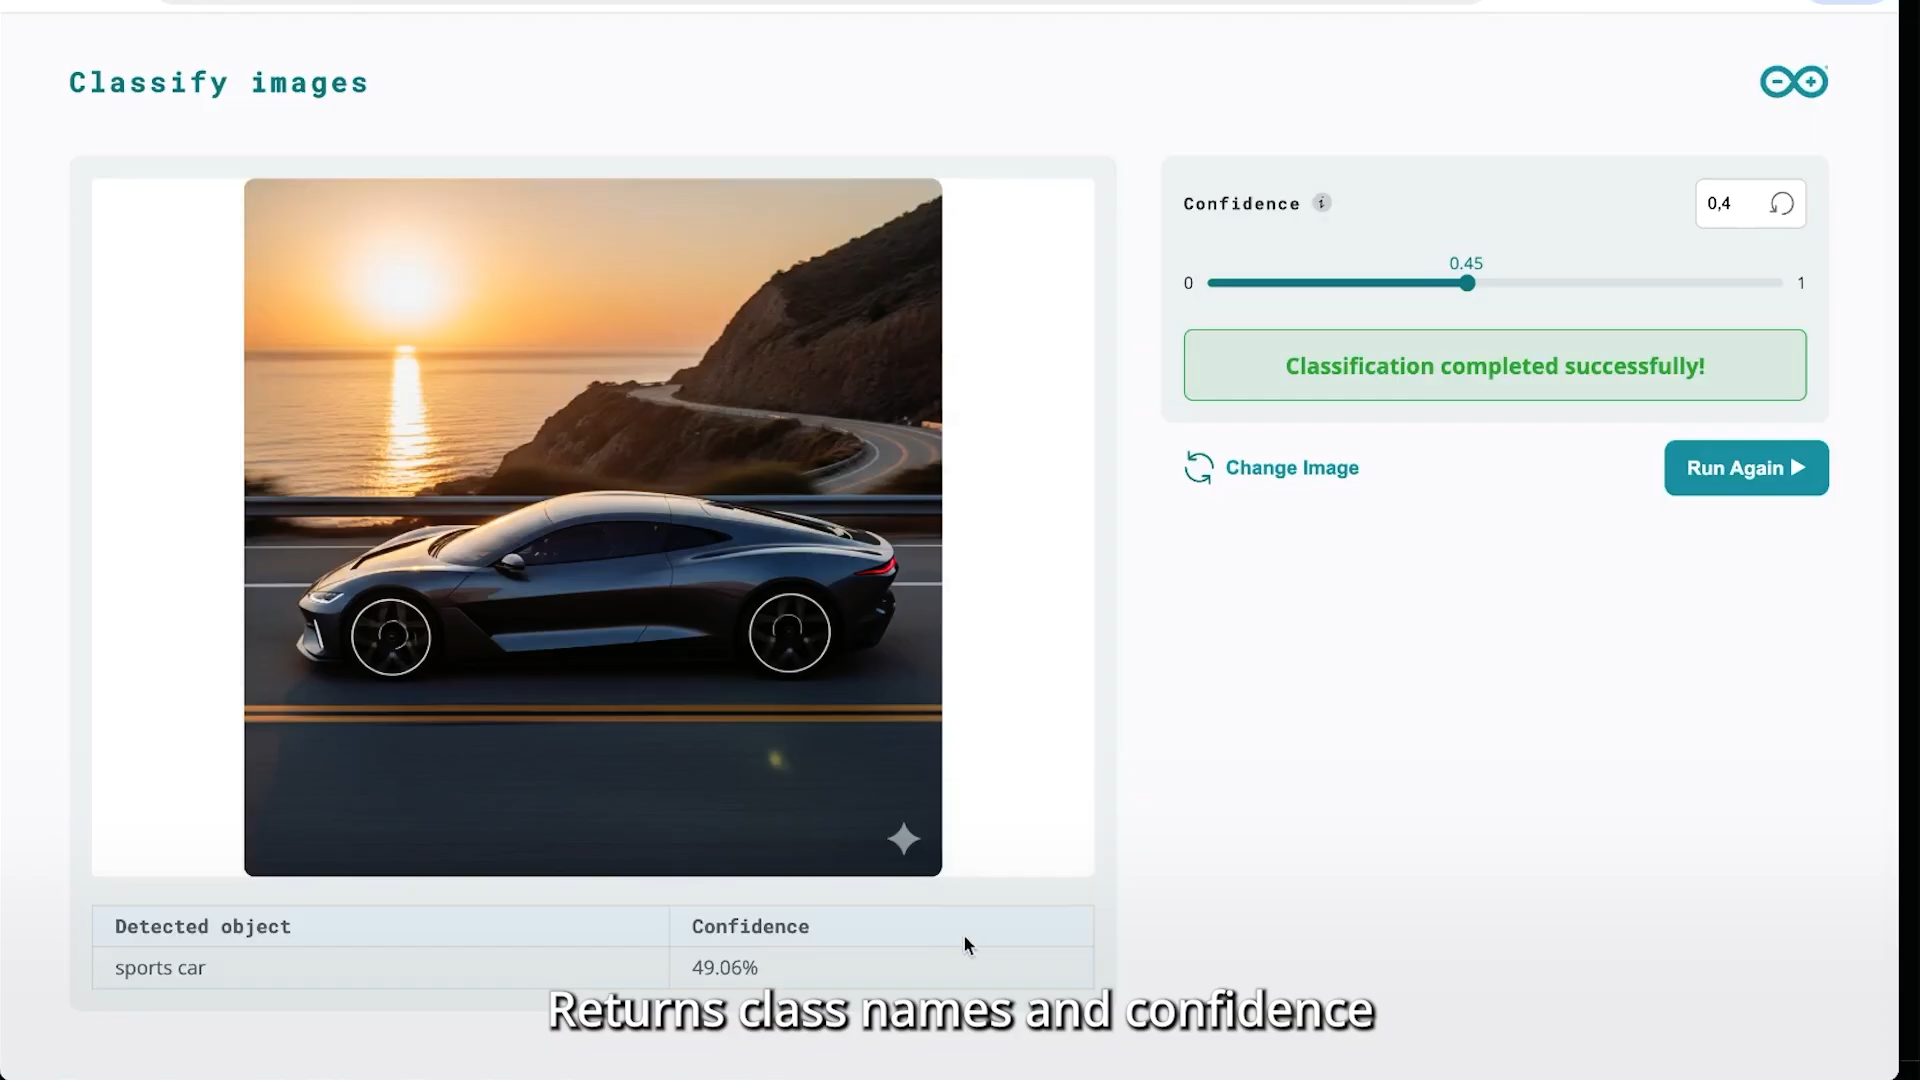 Classify images
Confidence i
0,4
0.45
0
1
Classification completed successfully!
Change Image
Run Again
Detected object
Confidence
sports car
49.06%
Returns class names and confidence